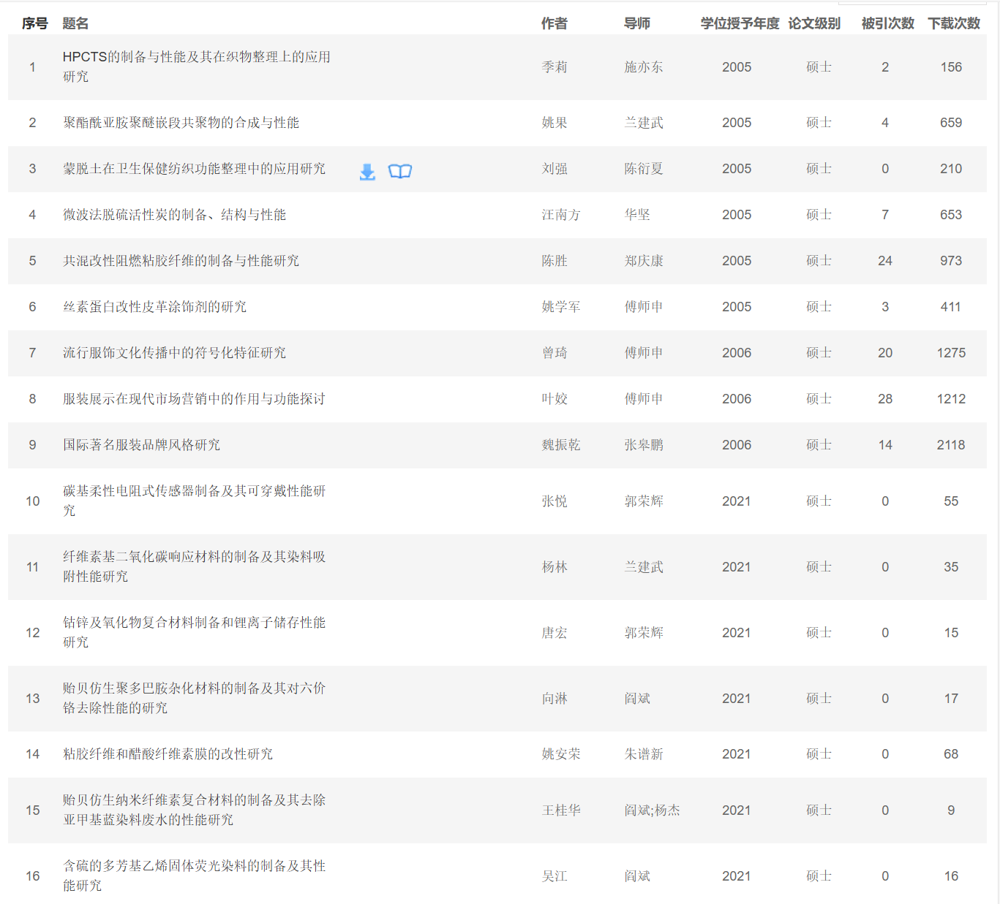 序号 题名 作者 导师 学位授予年度 论文级别 被引次数 下载次数
1 HPCTS的制备与性能及其在织物整理上的应用 季莉 施亦东 2005 硕士 2 156
研究
2 聚酯酰亚胺聚醚嵌段共聚物的合成与性能 姚果 兰建武 2005 硕士 4 659
3 蒙脱土在卫生保健纺织功能整理中的应用研究 刘强 陈衍夏 2005 硕士 0 210
4 微波法脱硫活性炭的制备、结构与性能 汪南方 华坚 2005 硕士 7 653
5 共混改性阻燃粘胶纤维的制备与性能研究 陈胜 郑庆康 2005 硕士 24 973
6 丝素蛋白改性皮革涂饰剂的研究 姚学军 傅师申 2005 硕士 3 411
7 流行服饰文化传播中的符号化特征研究 曾琦 傅师申 2006 硕士 20 1275
8 服装展示在现代市场营销中的作用与功能探讨 叶姣 傅师申 2006 硕士 28 1212
9 国际著名服装品牌风格研究 魏振乾 张皋鹏 2006 硕士 14 2118
10 碳基柔性电阻式传感器制备及其可穿戴性能研 张悦 郭荣辉 2021 硕士 0 55
究
11 纤维素基二氧化碳响应材料的制备及其染料吸 杨林 兰建武 2021 硕士 0 35
附性能研究
12 钴锌及氧化物复合材料制备和锂离子储存性能 唐宏 郭荣辉 2021 硕士 0 15
研究
13 贻贝仿生聚多巴胺杂化材料的制备及其对六价 向淋 阎斌 2021 硕士 0 17
铬去除性能的研究
14 粘胶纤维和醋酸纤维素膜的改性研究 姚安荣 朱谱新 2021 硕士 0 68
15 贻贝仿生纳米纤维素复合材料的制备及其去除 王桂华 阎斌;杨杰 2021 硕士 0 9
亚甲基蓝染料废水的性能研究
16 含硫的多芳基乙烯固体荧光染料的制备及其性 吴江 阎斌 2021 硕士 0 16
能研究